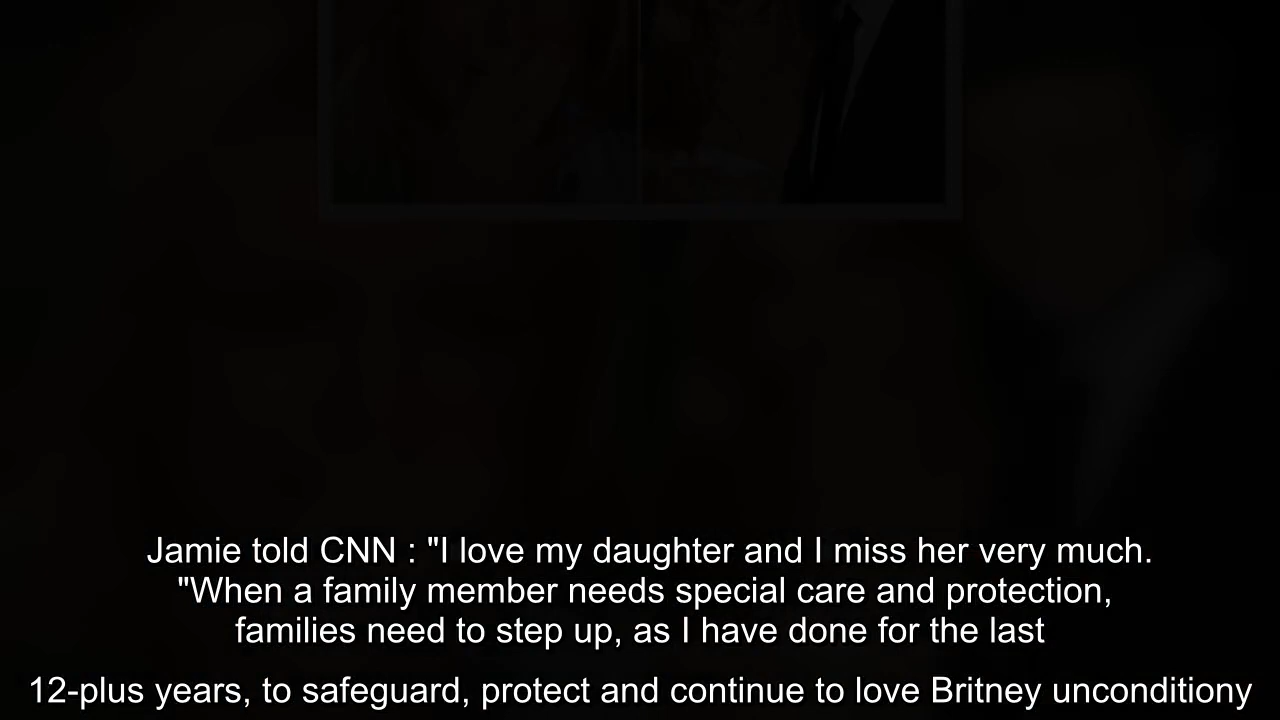 Jamie told CNN : "I love my daughter and I miss her very much.
"When a family member needs special care and protection,
families need to step up, as I have done for the last
12-plus years, to safeguard, protect and continue to love Britney unconditiony